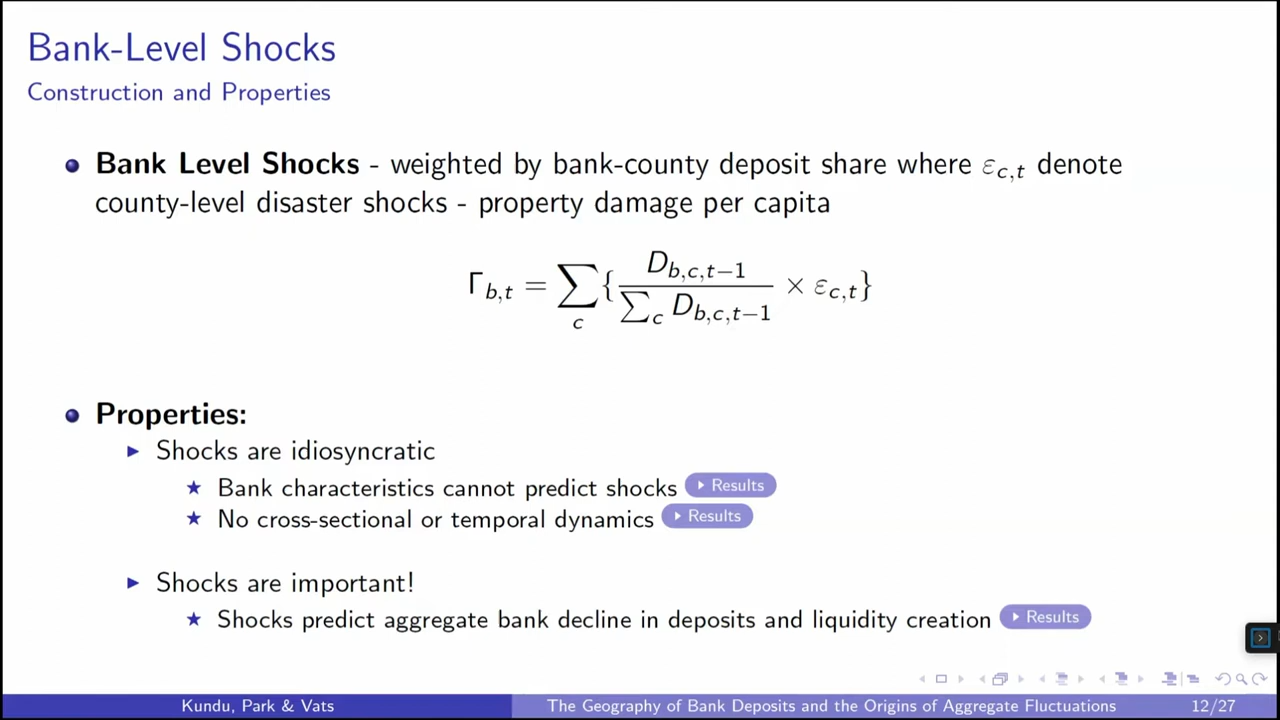 Bank-Level Shocks
Construction and Properties
Bank Level Shocks - weighted by bank-county deposit share where ε_{c,t} denote
county-level disaster shocks - property damage per capita
Γ_{b,t} = ∑_c { D_{b,c,t−1} / ∑_c D_{b,c,t−1} × ε_{c,t} }
Properties:
Shocks are idiosyncratic
Bank characteristics cannot predict shocks Results
No cross-sectional or temporal dynamics Results
Shocks are important!
Shocks predict aggregate bank decline in deposits and liquidity creation Results
Kundu, Park & Vats The Geography of Bank Deposits and the Origins of Aggregate Fluctuations 12/27